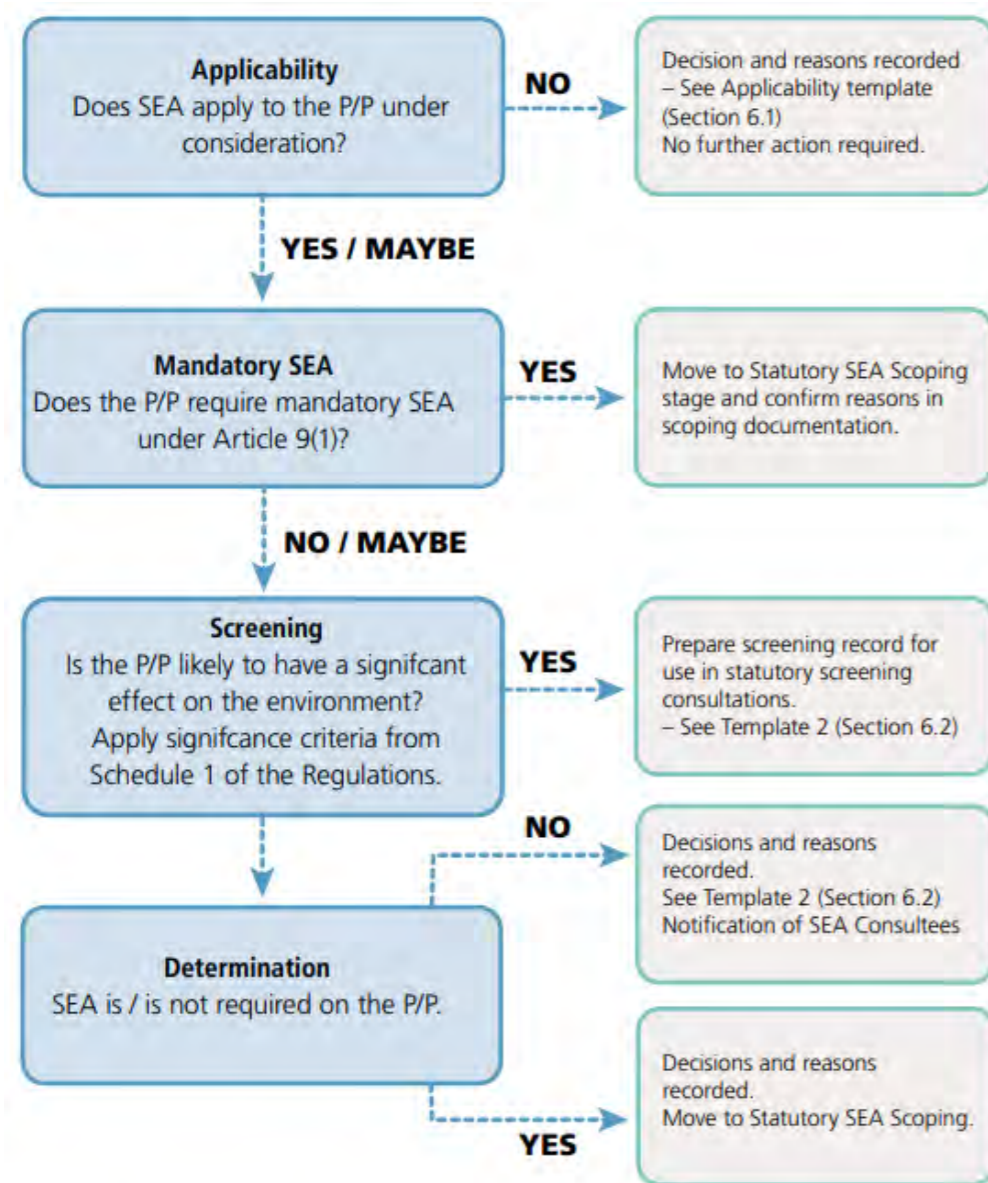 Applicability
Does SEA apply to the P/P under
consideration?
NO
Decision and reasons recorded
– See Applicability template
(Section 6.1)
No further action required.
YES / MAYBE
Mandatory SEA
Does the P/P require mandatory SEA
under Article 9(1)?
YES
Move to Statutory SEA Scoping
stage and confirm reasons in
scoping documentation.
NO / MAYBE
Screening
Is the P/P likely to have a signifcant
effect on the environment?
Apply signifcance criteria from
Schedule 1 of the Regulations.
YES
Prepare screening record for
use in statutory screening
consultations.
– See Template 2 (Section 6.2)
Determination
SEA is / is not required on the P/P.
NO
Decisions and reasons
recorded.
See Template 2 (Section 6.2)
Notification of SEA Consultees
YES
Decisions and reasons
recorded.
Move to Statutory SEA Scoping.